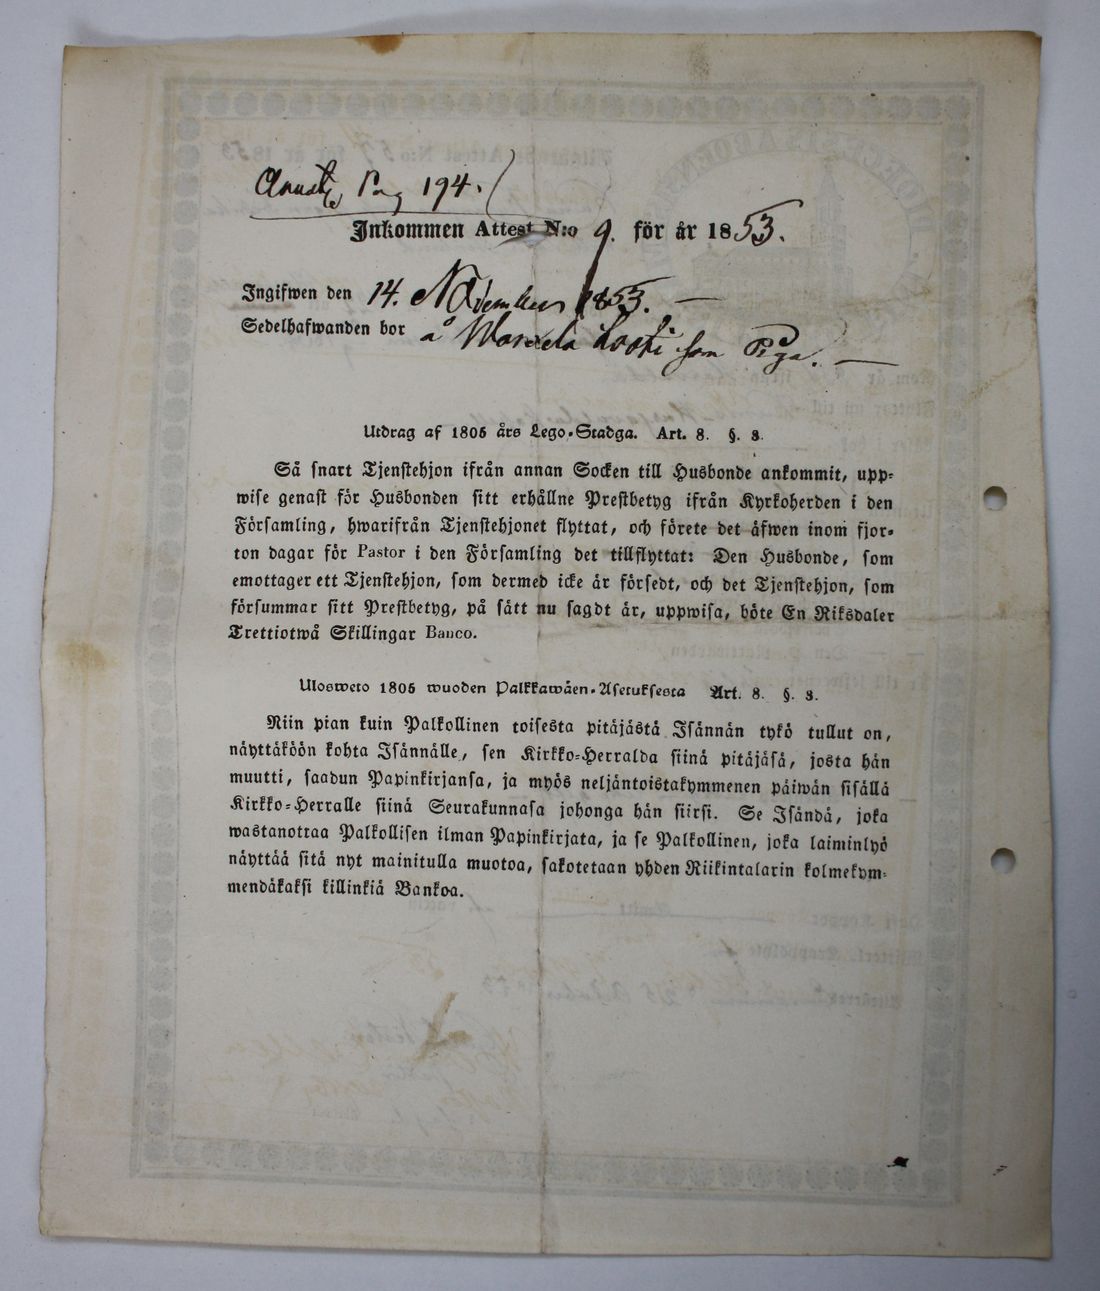 Pag 194.
Inkommen Attest N:o 9. för år 1853.
Ingifwen den 14. November 1853. —
Sedelhafwanden bor å som Piga. —
Utdrag af 1805 års Lego-Stadga. Art. 8. §. 3.
Så snart Tjenstehjon ifrån annan Socken till Husbonde ankommit, upp-
wise genast för Husbonden sitt erhållne Prestbetyg ifrån Kyrkoherden i den
Församling, hwarifrån Tjenstehjonet flyttat, och förete det äfwen inom fjor-
ton dagar för Pastor i den Församling det tillflyttat: Den Husbonde, som
emottager ett Tjenstehjon, som dermed icke är försedt, och det Tjenstehjon, som
försummar sitt Prestbetyg, på sätt nu sagdt är, uppwisa, böte En Riksdaler
Trettiotwå Skillingar Banco.
Ulosweto 1805 wuoden Palkkawäen-Asetuksesta Art. 8. §. 3.
Niin pian kuin Palkollinen toisesta pitäjästä Isännän tykö tullut on,
näyttäköön kohta Isännälle, sen Kirkko-Herralda siinä pitäjäsä, josta hän
muutti, saadun Papinkirjansa, ja myös neljäntoistakymmenen päiwän sisällä
Kirkko-Herralle siinä Seurakunnasa johonga hän siirsi. Se Isändä, joka
wastanottaa Palkollisen ilman Papinkirjata, ja se Palkollinen, joka laiminlyö
näyttää sitä nyt mainitulla muotoa, sakotetaan yhden Riikintalarin kolmekym-
mendäkaksi killinkiä Bankoa.